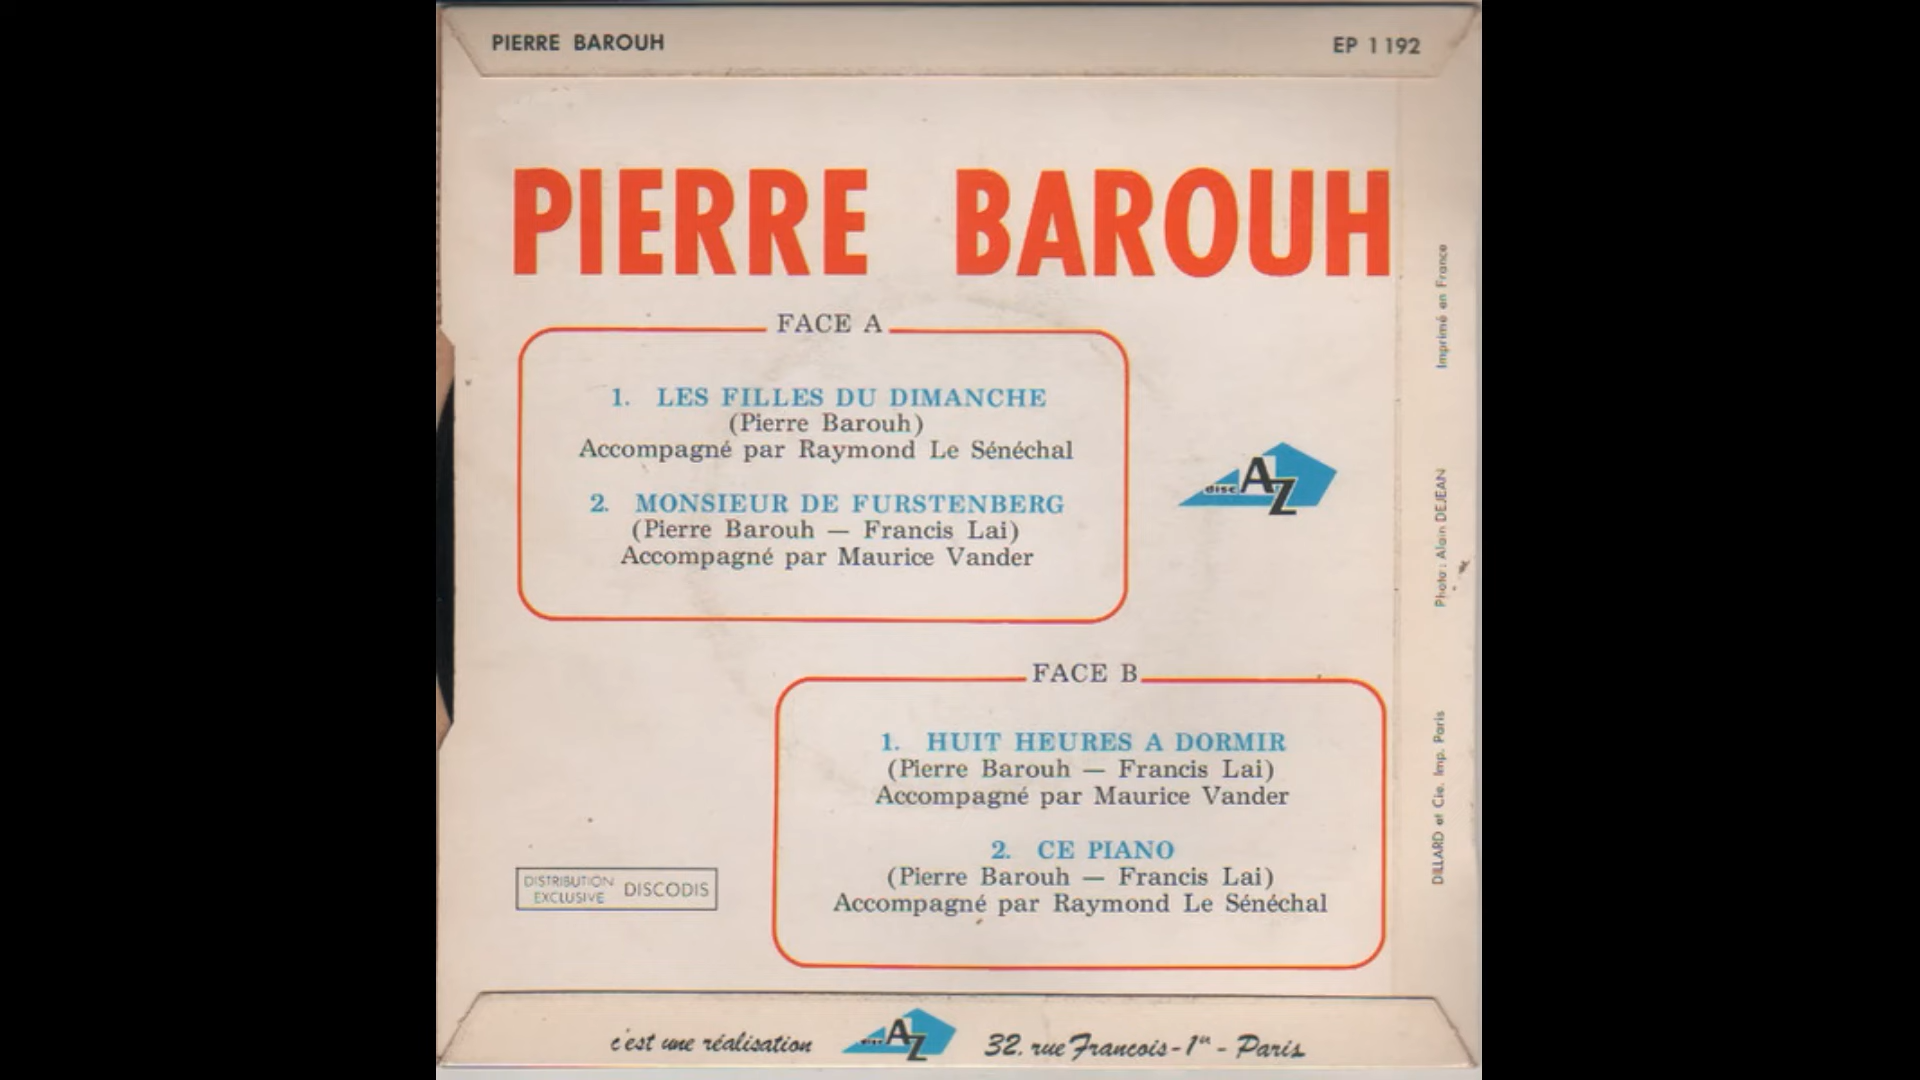 PIERRE BAROUH
EP 1192
PIERRE BAROUH
FACE A
1. LES FILLES DU DIMANCHE
(Pierre Barouh)
Accompagné par Raymond Le Sénéchal
2. MONSIEUR DE FURSTENBERG
(Pierre Barouh — Francis Lai)
Accompagné par Maurice Vander
disc AZ
FACE B
1. HUIT HEURES A DORMIR
(Pierre Barouh — Francis Lai)
Accompagné par Maurice Vander
2. CE PIANO
(Pierre Barouh — Francis Lai)
Accompagné par Raymond Le Sénéchal
DISTRIBUTION
EXCLUSIVE DISCODIS
Imprimé en France
Photo : Alain DEJEAN
DILLARD et Cie. Imp. Paris
c'est une réalisation disc AZ 32, rue François-1er - Paris